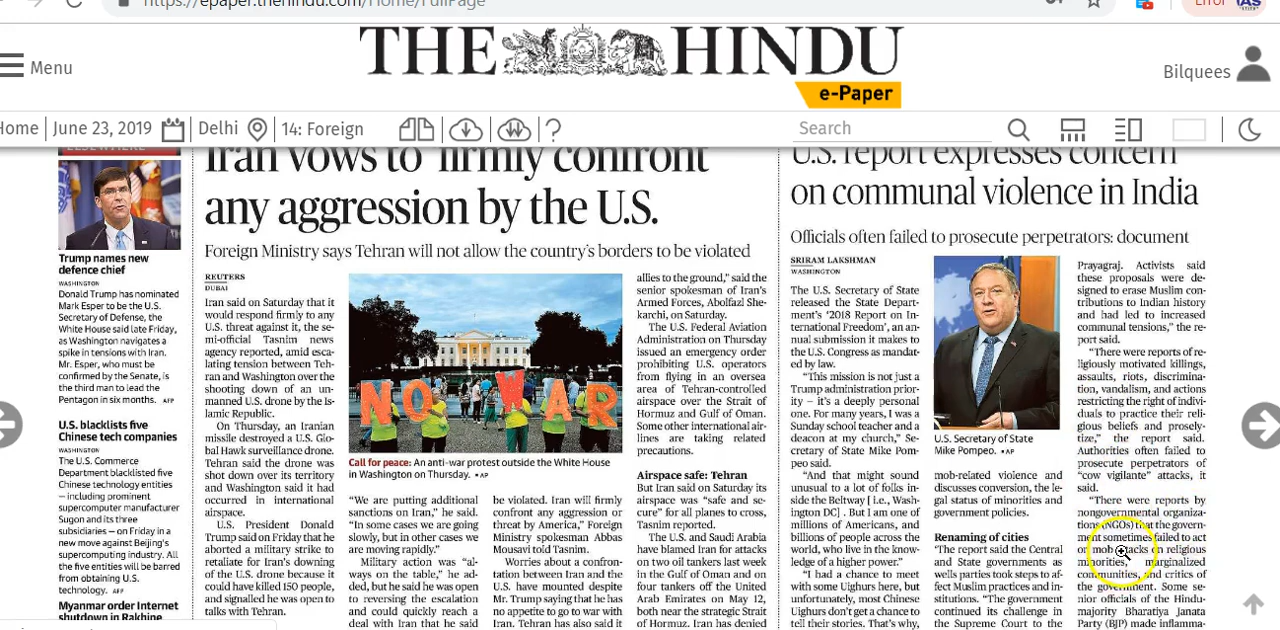 https://epaper.thehindu.com/Home/FullPage
Error
Menu
THE HINDU
e-Paper
Bilquees
Home
June 23, 2019
Delhi
14: Foreign
Search
ELSEWHERE
Trump names new
defence chief
WASHINGTON
Donald Trump has nominated
Mark Esper to be the U.S.
Secretary of Defense, the
White House said late Friday,
as Washington navigates a
spike in tensions with Iran.
Mr. Esper, who must be
confirmed by the Senate, is
the third man to lead the
Pentagon in six months. AFP
U.S. blacklists five
Chinese tech companies
WASHINGTON
The U.S. Commerce
Department blacklisted five
Chinese technology entities
— including prominent
supercomputer manufacturer
Sugon and its three
subsidiaries — on Friday in a
new move against Beijing's
supercomputing industry. All
the five entities will be barred
from obtaining U.S.
technology. AFP
Myanmar order Internet
shutdown in Rakhine
Iran vows to 'firmly confront
any aggression by the U.S.
Foreign Ministry says Tehran will not allow the country's borders to be violated
REUTERS
DUBAI
Iran said on Saturday that it
would respond firmly to any
U.S. threat against it, the se-
mi-official Tasnim news
agency reported, amid esca-
lating tension between Teh-
ran and Washington over the
shooting down of an un-
manned U.S. drone by the Is-
lamic Republic.
On Thursday, an Iranian
missile destroyed a U.S. Glo-
bal Hawk surveillance drone.
Tehran said the drone was
shot down over its territory
and Washington said it had
occurred in international
airspace.
U.S. President Donald
Trump said on Friday that he
aborted a military strike to
retaliate for Iran's downing
of the U.S. drone because it
could have killed 150 people,
and signalled he was open to
talks with Tehran.
NO WAR
Call for peace: An anti-war protest outside the White House
in Washington on Thursday. •AP
"We are putting additional
sanctions on Iran," he said.
"In some cases we are going
slowly, but in other cases we
are moving rapidly."
Military action was "al-
ways on the table," he ad-
ded, but he said he was open
to reversing the escalation
and could quickly reach a
deal with Iran that he said
be violated. Iran will firmly
confront any aggression or
threat by America," Foreign
Ministry spokesman Abbas
Mousavi told Tasnim.
Worries about a confron-
tation between Iran and the
U.S. have mounted despite
Mr. Trump saying that he has
no appetite to go to war with
Iran. Tehran has also said it
allies to the ground," said the
senior spokesman of Iran's
Armed Forces, Abolfazl She-
karchi, on Saturday.
The U.S. Federal Aviation
Administration on Thursday
issued an emergency order
prohibiting U.S. operators
from flying in an oversea
area of Tehran-controlled
airspace over the Strait of
Hormuz and Gulf of Oman.
Some other international air-
lines are taking related
precautions.
Airspace safe: Tehran
But Iran said on Saturday its
airspace was "safe and se-
cure" for all planes to cross,
Tasnim reported.
The U.S. and Saudi Arabia
have blamed Iran for attacks
on two oil tankers last week
in the Gulf of Oman and on
four tankers off the United
Arab Emirates on May 12,
both near the strategic Strait
of Hormuz. Iran has denied
U.S. report expresses concern
on communal violence in India
Officials often failed to prosecute perpetrators: document
SRIRAM LAKSHMAN
WASHINGTON
The U.S. Secretary of State
released the State Depart-
ment's '2018 Report on In-
ternational Freedom', an an-
nual submission it makes to
the U.S. Congress as mandat-
ed by law.
"This mission is not just a
Trump administration prior-
ity – it's a deeply personal
one. For many years, I was a
Sunday school teacher and a
deacon at my church," Se-
cretary of State Mike Pom-
peo said.
"And that might sound
unusual to a lot of folks in-
side the Beltway [ i.e., Wash-
ington DC] . But I am one of
millions of Americans, and
billions of people across the
world, who live in the know-
ledge of a higher power."
"I had a chance to meet
with some Uighurs here, but
unfortunately, most Chinese
Uighurs don't get a chance to
tell their stories. That's why,
U.S. Secretary of State
Mike Pompeo. •AP
mob-related violence and
discusses conversion, the le-
gal status of minorities and
government policies.
Renaming of cities
'The report said the Central
and State governments as
wells parties took steps to af-
fect Muslim practices and in-
stitutions. "The government
continued its challenge in
the Supreme Court to the
Prayagraj. Activists said
these proposals were de-
signed to erase Muslim con-
tributions to Indian history
and had led to increased
communal tensions," the re-
port said.
"There were reports of re-
ligiously motivated killings,
assaults, riots, discrimina-
tion, vandalism, and actions
restricting the right of indivi-
duals to practice their reli-
gious beliefs and prosely-
tize," the report said.
Authorities often failed to
prosecute perpetrators of
"cow vigilante" attacks, it
said.
"There were reports by
nongovernmental organiza-
tions (NGOs) that the govern-
ment sometimes failed to act
on mob attacks on religious
minorities, marginalized
communities, and critics of
the government. Some se-
nior officials of the Hindu-
majority Bharatiya Janata
Party (BJP) made inflamma-